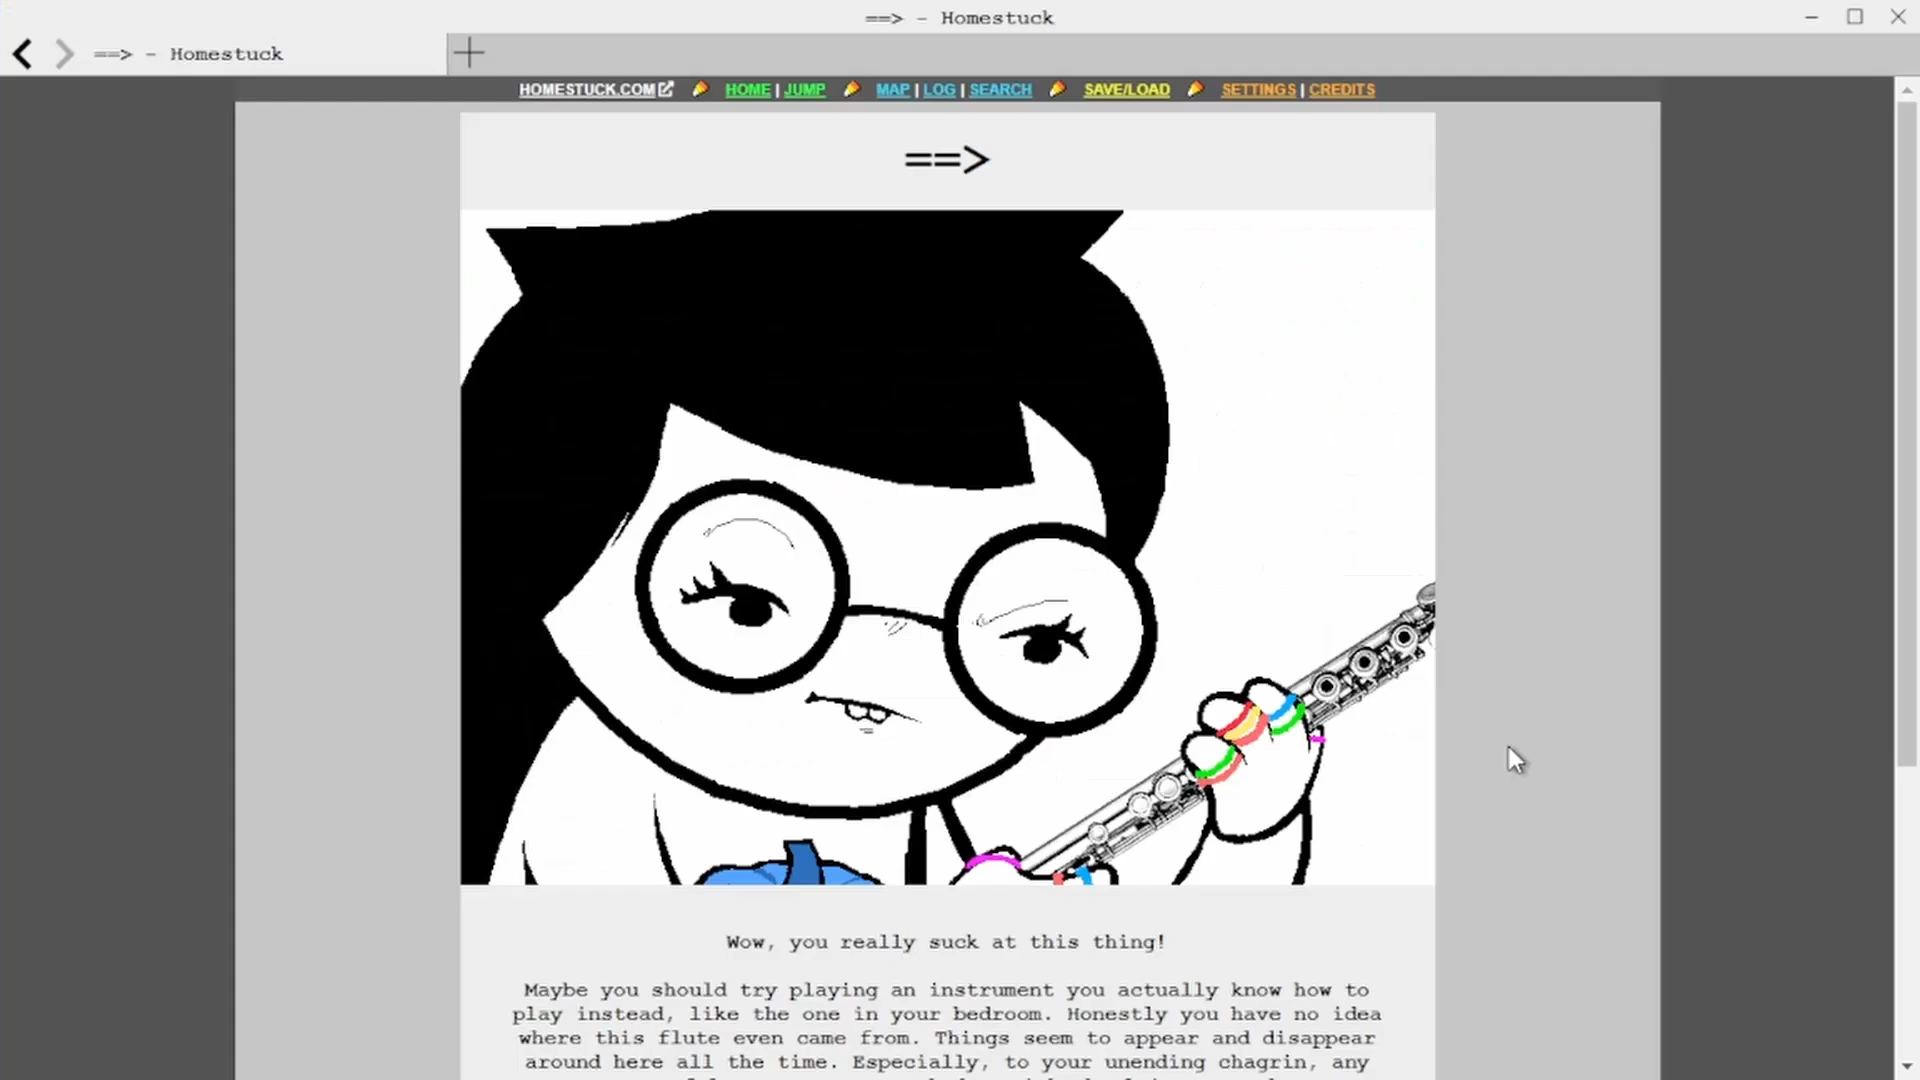 ==> - Homestuck
==> - Homestuck
HOMESTUCK.COM HOME | JUMP MAP | LOG | SEARCH SAVE/LOAD SETTINGS | CREDITS
==>
Wow, you really suck at this thing!
Maybe you should try playing an instrument you actually know how to
play instead, like the one in your bedroom. Honestly you have no idea
where this flute even came from. Things seem to appear and disappear
around here all the time. Especially, to your unending chagrin, any